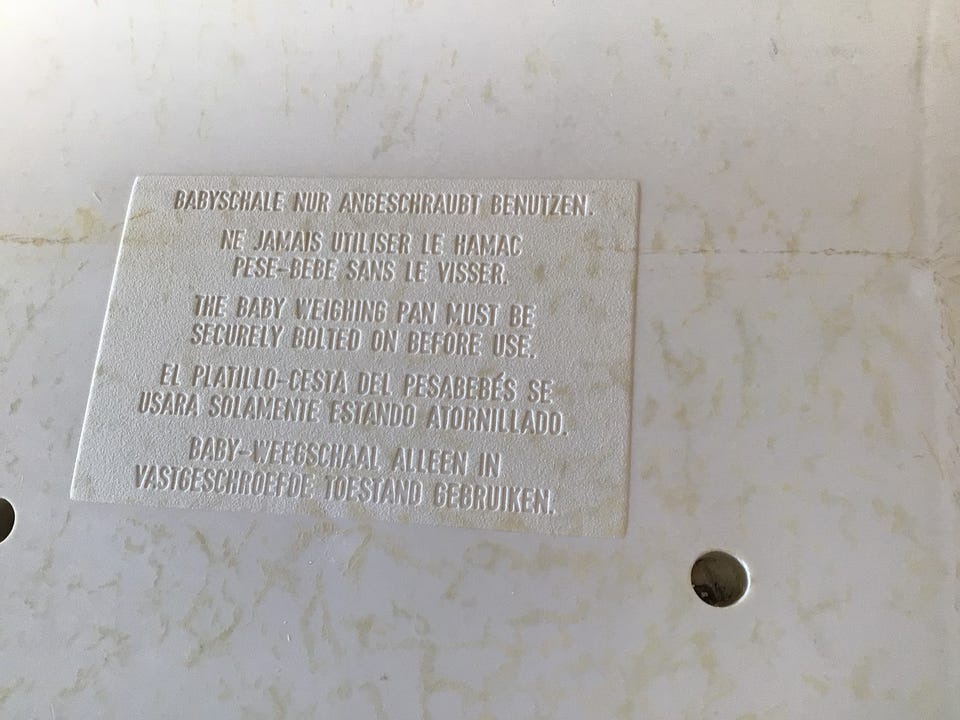 BABYSCHALE NUR ANGESCHRAUBT BENUTZEN.
NE JAMAIS UTILISER LE HAMAC
PESE-BEBE SANS LE VISSER.
THE BABY WEIGHING PAN MUST BE
SECURELY BOLTED ON BEFORE USE.
EL PLATILLO-CESTA DEL PESABEBÉS SE
USARA SOLAMENTE ESTANDO ATORNILLADO.
BABY-WEEGSCHAAL ALLEEN IN
VASTGESCHROEFDE TOESTAND GEBRUIKEN.